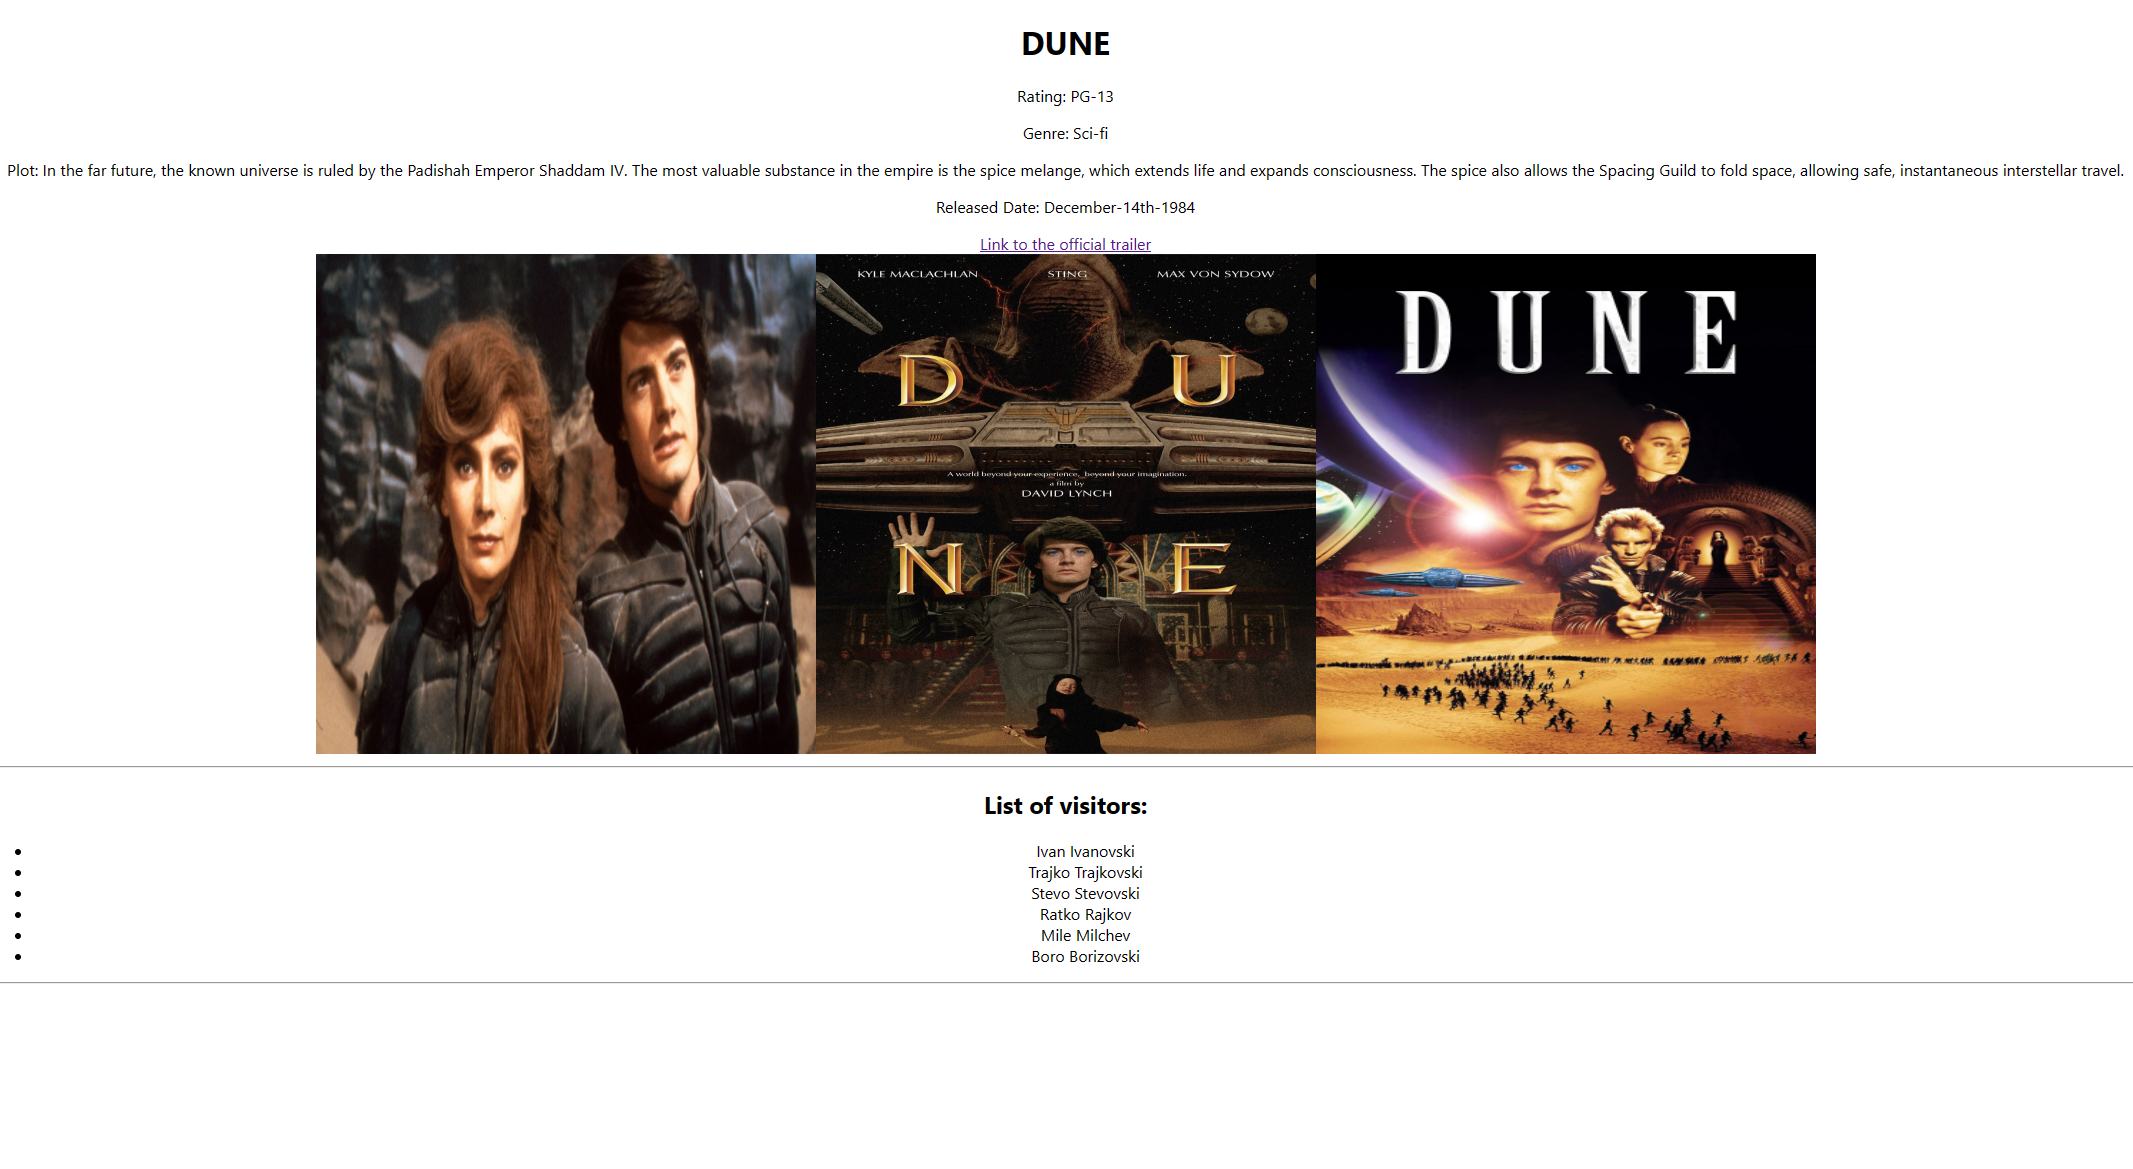 DUNE
Rating: PG-13
Genre: Sci-fi
Plot: In the far future, the known universe is ruled by the Padishah Emperor Shaddam IV. The most valuable substance in the empire is the spice melange, which extends life and expands consciousness. The spice also allows the Spacing Guild to fold space, allowing safe, instantaneous interstellar travel.
Released Date: December-14th-1984
Link to the official trailer
KYLE MACLACHLAN STING MAX VON SYDOW
D U
A world beyond your experience, beyond your imagination.
a film by
DAVID LYNCH
N E
DUNE
List of visitors:
Ivan Ivanovski
Trajko Trajkovski
Stevo Stevovski
Ratko Rajkov
Mile Milchev
Boro Borizovski